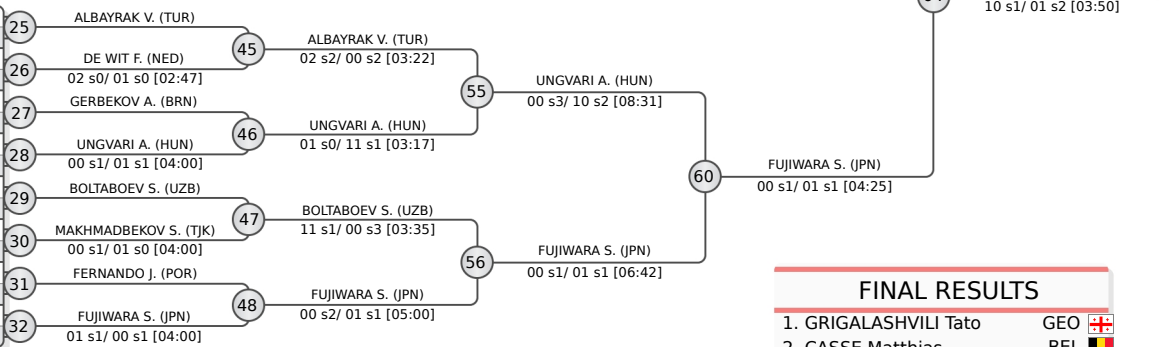 10 s1/ 01 s2 [03:50]
25
ALBAYRAK V. (TUR)
45
ALBAYRAK V. (TUR)
02 s2/ 00 s2 [03:22]
26
DE WIT F. (NED)
02 s0/ 01 s0 [02:47]
55
UNGVARI A. (HUN)
00 s3/ 10 s2 [08:31]
27
GERBEKOV A. (BRN)
46
UNGVARI A. (HUN)
01 s0/ 11 s1 [03:17]
28
UNGVARI A. (HUN)
00 s1/ 01 s1 [04:00]
60
FUJIWARA S. (JPN)
00 s1/ 01 s1 [04:25]
29
BOLTABOEV S. (UZB)
47
BOLTABOEV S. (UZB)
11 s1/ 00 s3 [03:35]
30
MAKHMADBEKOV S. (TJK)
00 s1/ 01 s0 [04:00]
56
FUJIWARA S. (JPN)
00 s1/ 01 s1 [06:42]
31
FERNANDO J. (POR)
48
FUJIWARA S. (JPN)
00 s2/ 01 s1 [05:00]
32
FUJIWARA S. (JPN)
01 s1/ 00 s1 [04:00]
FINAL RESULTS
1. GRIGALASHVILI Tato GEO
2. CASSE Matthias BEL